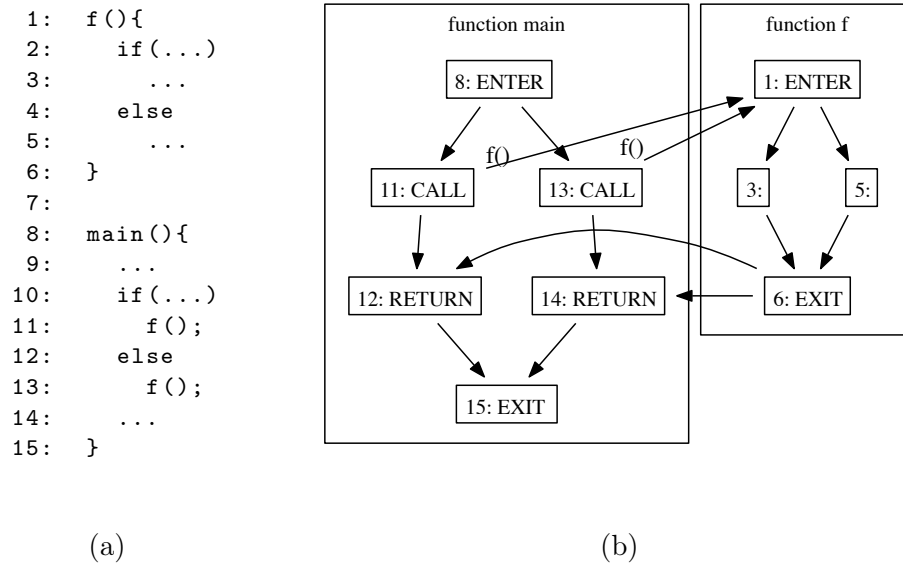 1: f(){
2: if(...)
3: ...
4: else
5: ...
6: }
7:
8: main(){
9: ...
10: if(...)
11: f();
12: else
13: f();
14: ...
15: }
(a)
function main
8: ENTER
f()
f()
11: CALL
13: CALL
12: RETURN
14: RETURN
15: EXIT
function f
1: ENTER
3:
5:
6: EXIT
(b)